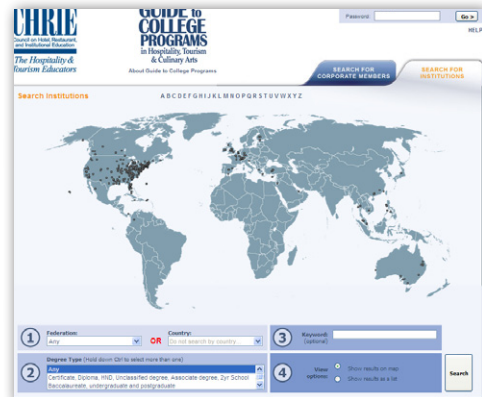 CHRIE
Council on Hotel, Restaurant,
and Institutional Education
The Hospitality &
Tourism Educators
GUIDE to
COLLEGE
PROGRAMS
in Hospitality, Tourism
& Culinary Arts
About Guide to College Programs
Password:
Go >
HELP
SEARCH FOR
CORPORATE MEMBERS
SEARCH FOR
INSTITUTIONS
Search Institutions
A B C D E F G H I J K L M N O P Q R S T U V W X Y Z
1
Federation:
Any
OR
Country:
Do not search by country...
2
Degree Type (Hold down Ctrl to select more than one)
Any
Certificate, Diploma, HND, Unclassified degree, Associate degree, 2yr School
Baccalaureate, undergraduate and postgraduate
3
Keyword:
(optional)
4
View
options:
Show results on map
Show results as a list
Search